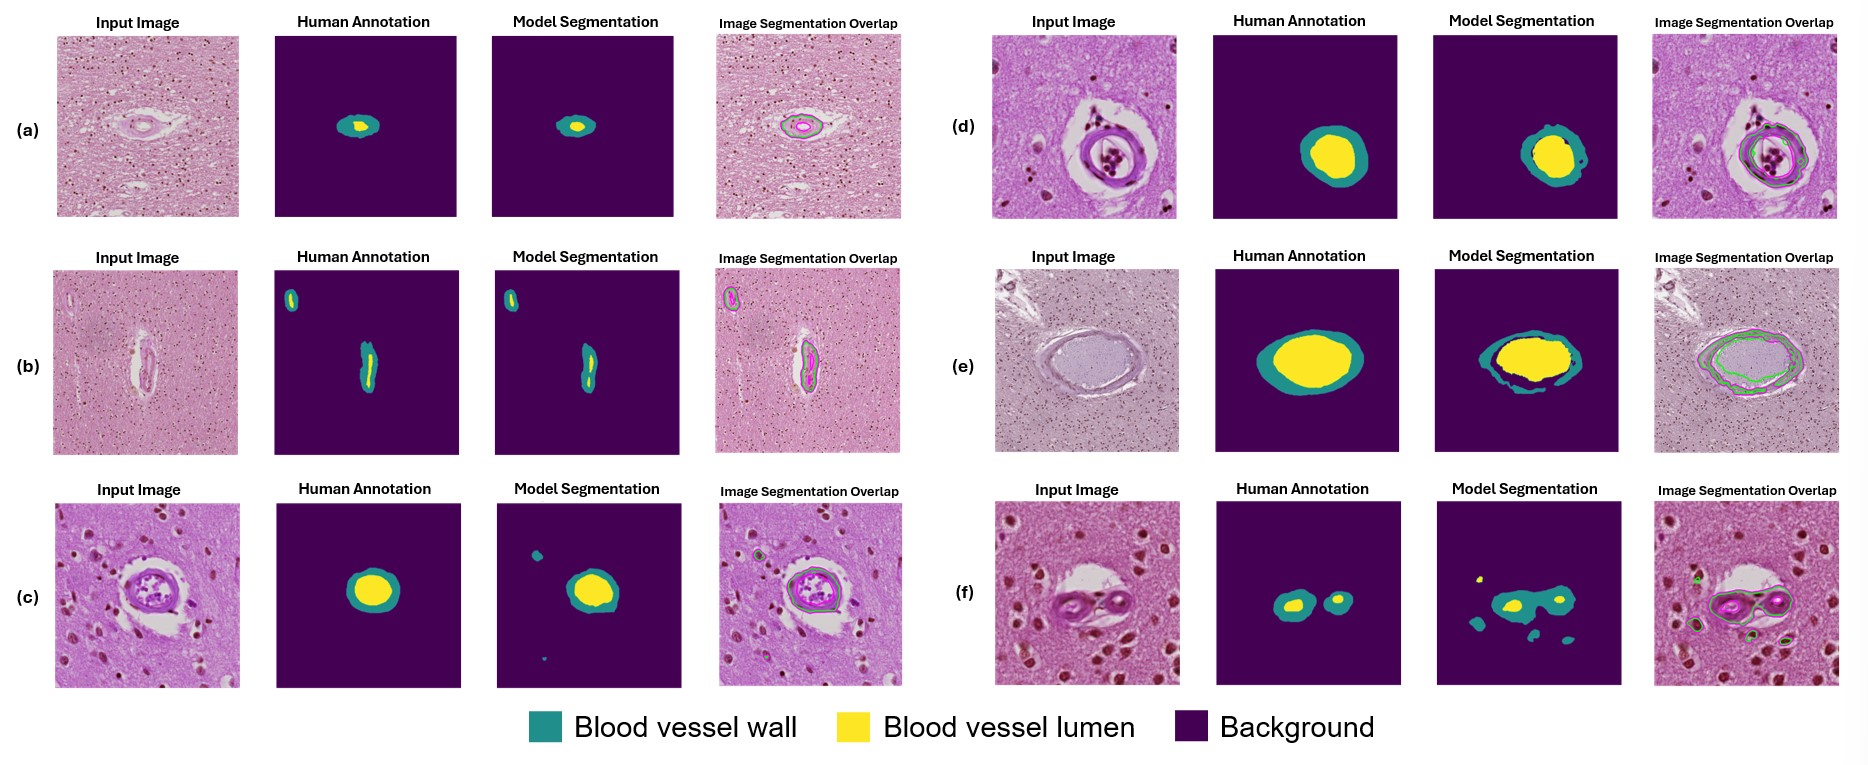 Input Image Human Annotation Model Segmentation Image Segmentation Overlap
(a)
Input Image Human Annotation Model Segmentation Image Segmentation Overlap
(b)
Input Image Human Annotation Model Segmentation Image Segmentation Overlap
(c)
Input Image Human Annotation Model Segmentation Image Segmentation Overlap
(d)
Input Image Human Annotation Model Segmentation Image Segmentation Overlap
(e)
Input Image Human Annotation Model Segmentation Image Segmentation Overlap
(f)
Blood vessel wall Blood vessel lumen Background